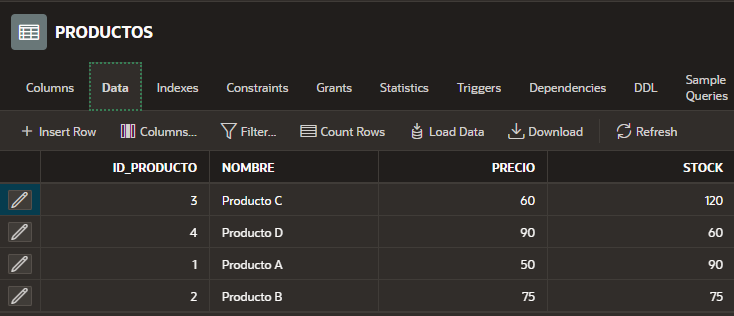 PRODUCTOS
Columns Data Indexes Constraints Grants Statistics Triggers Dependencies DDL Sample Queries
+ Insert Row Columns... Filter... Count Rows Load Data Download Refresh
ID_PRODUCTO NOMBRE PRECIO STOCK
3 Producto C 60 120
4 Producto D 90 60
1 Producto A 50 90
2 Producto B 75 75